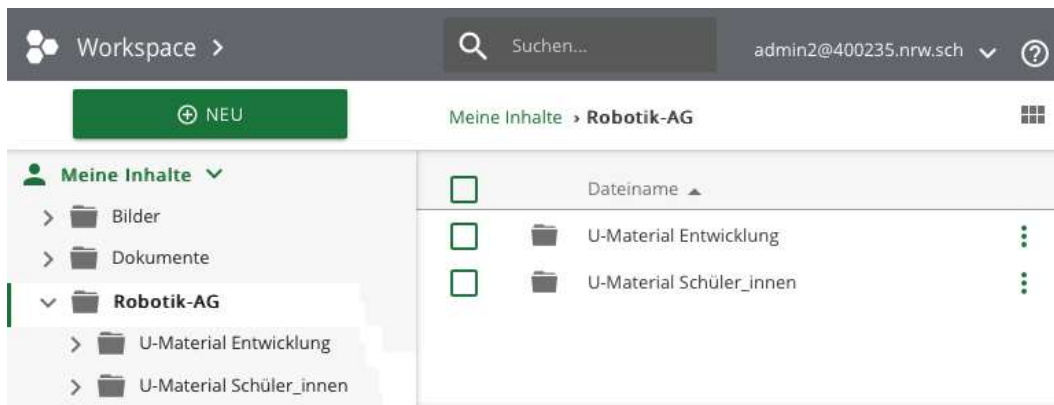 Workspace >
Suchen...
admin2@400235.nrw.sch
NEU
Meine Inhalte › Robotik-AG
Meine Inhalte
Bilder
Dokumente
Robotik-AG
U-Material Entwicklung
U-Material Schüler_innen
Dateiname
U-Material Entwicklung
U-Material Schüler_innen